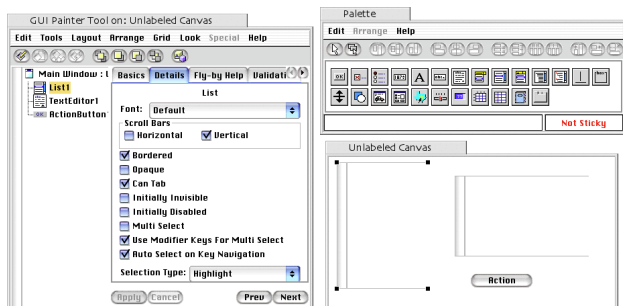 GUI Painter Tool on: Unlabeled Canvas
Edit Tools Layout Arrange Grid Look Special Help
Main Window : L
List1
TextEditor1
ActionButton
Basics Details Fly-by Help Validati
List
Font: Default
Scroll Bars
Horizontal Vertical
Bordered
Opaque
Can Tab
Initially Invisible
Initially Disabled
Multi Select
Use Modifier Keys For Multi Select
Auto Select on Key Navigation
Selection Type: Highlight
Apply Cancel Prev Next
Palette
Edit Arrange Help
OK A
Not Sticky
Unlabeled Canvas
Action